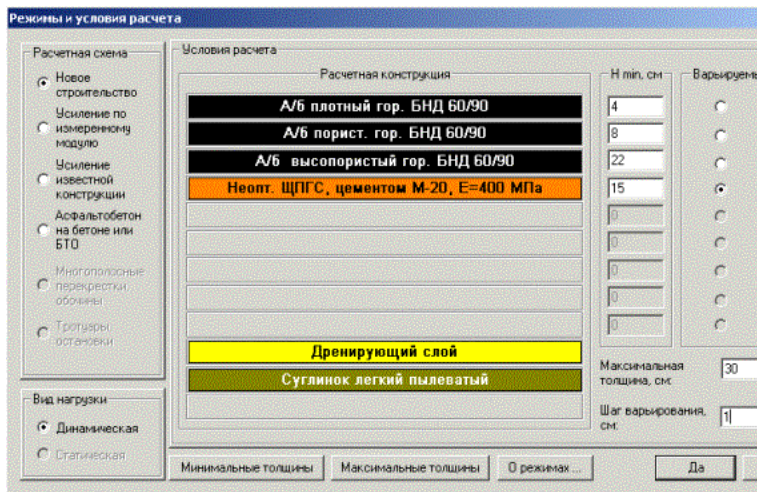 Режимы и условия расчета
Расчетная схема
Новое
строительство
Усиление по
измеренному
модулю
Усиление
известной
конструкции
Асфальтобетон
на бетоне или
БТО
Многополосные
перекрестки
обочины
Тротуары
остановки
Вид нагрузки
Динамическая
Статическая
Условия расчета
Расчетная конструкция
H min, см
Варьируемы
А/б плотный гор. БНД 60/90
4
А/б порист. гор. БНД 60/90
8
А/б высопористый гор. БНД 60/90
22
Неопт. ЩПГС, цементом М-20, Е=400 МПа
15
0
0
0
0
0
Дренирующий слой
Суглинок легкий пылеватый
Максимальная
толщина, см:
30
Шаг варьирования,
см:
1
Минимальные толщины
Максимальные толщины
О режимах ...
Да